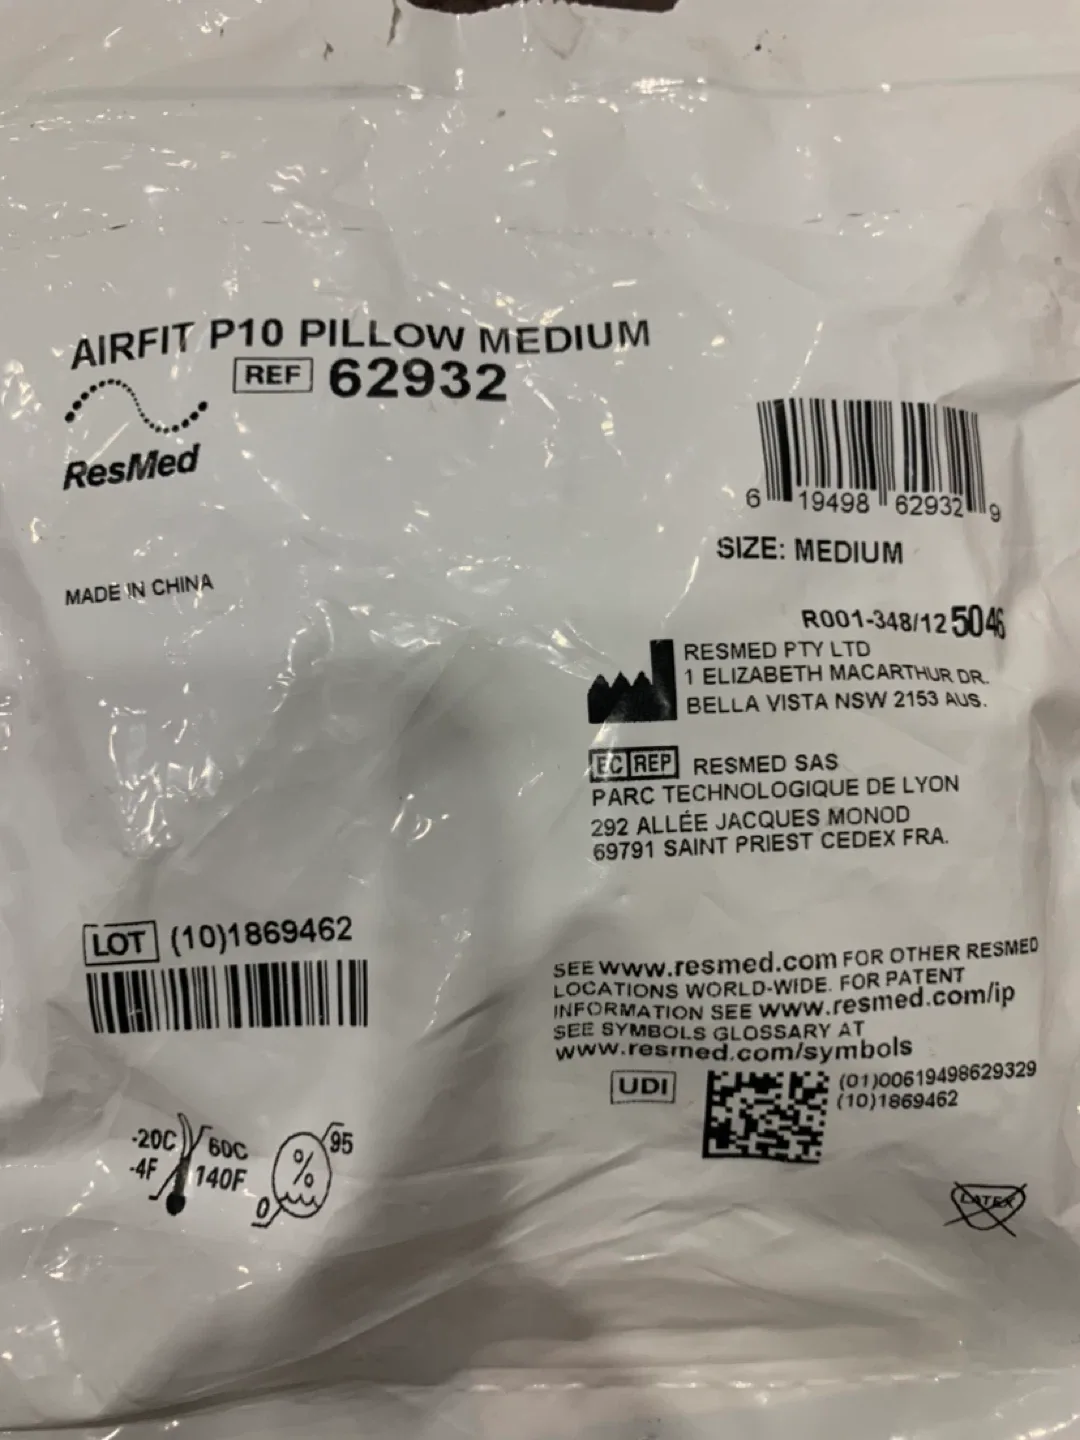 AIRFIT P10 PILLOW MEDIUM
REF 62932
ResMed
6 19498 62932 9
SIZE: MEDIUM
MADE IN CHINA
R001-348/12 5046
RESMED PTY LTD
1 ELIZABETH MACARTHUR DR.
BELLA VISTA NSW 2153 AUS.
EC REP RESMED SAS
PARC TECHNOLOGIQUE DE LYON
292 ALLÉE JACQUES MONOD
69791 SAINT PRIEST CEDEX FRA.
LOT (10)1869462
SEE www.resmed.com FOR OTHER RESMED
LOCATIONS WORLD-WIDE. FOR PATENT
INFORMATION SEE www.resmed.com/ip
SEE SYMBOLS GLOSSARY AT
www.resmed.com/symbols
UDI (01)00619498629329
(10)1869462
-20C 60C
-4F 140F
% 95
0
LATEX